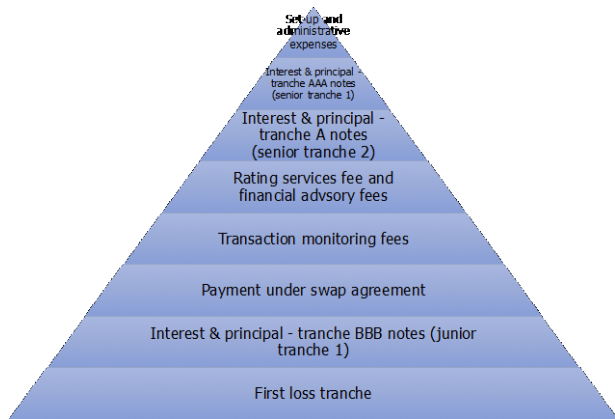 Set-up and
administrative
expenses
Interest & principal -
tranche AAA notes
(senior tranche 1)
Interest & principal -
tranche A notes
(senior tranche 2)
Rating services fee and
financial advsory fees
Transaction monitoring fees
Payment under swap agreement
Interest & principal - tranche BBB notes (junior
tranche 1)
First loss tranche